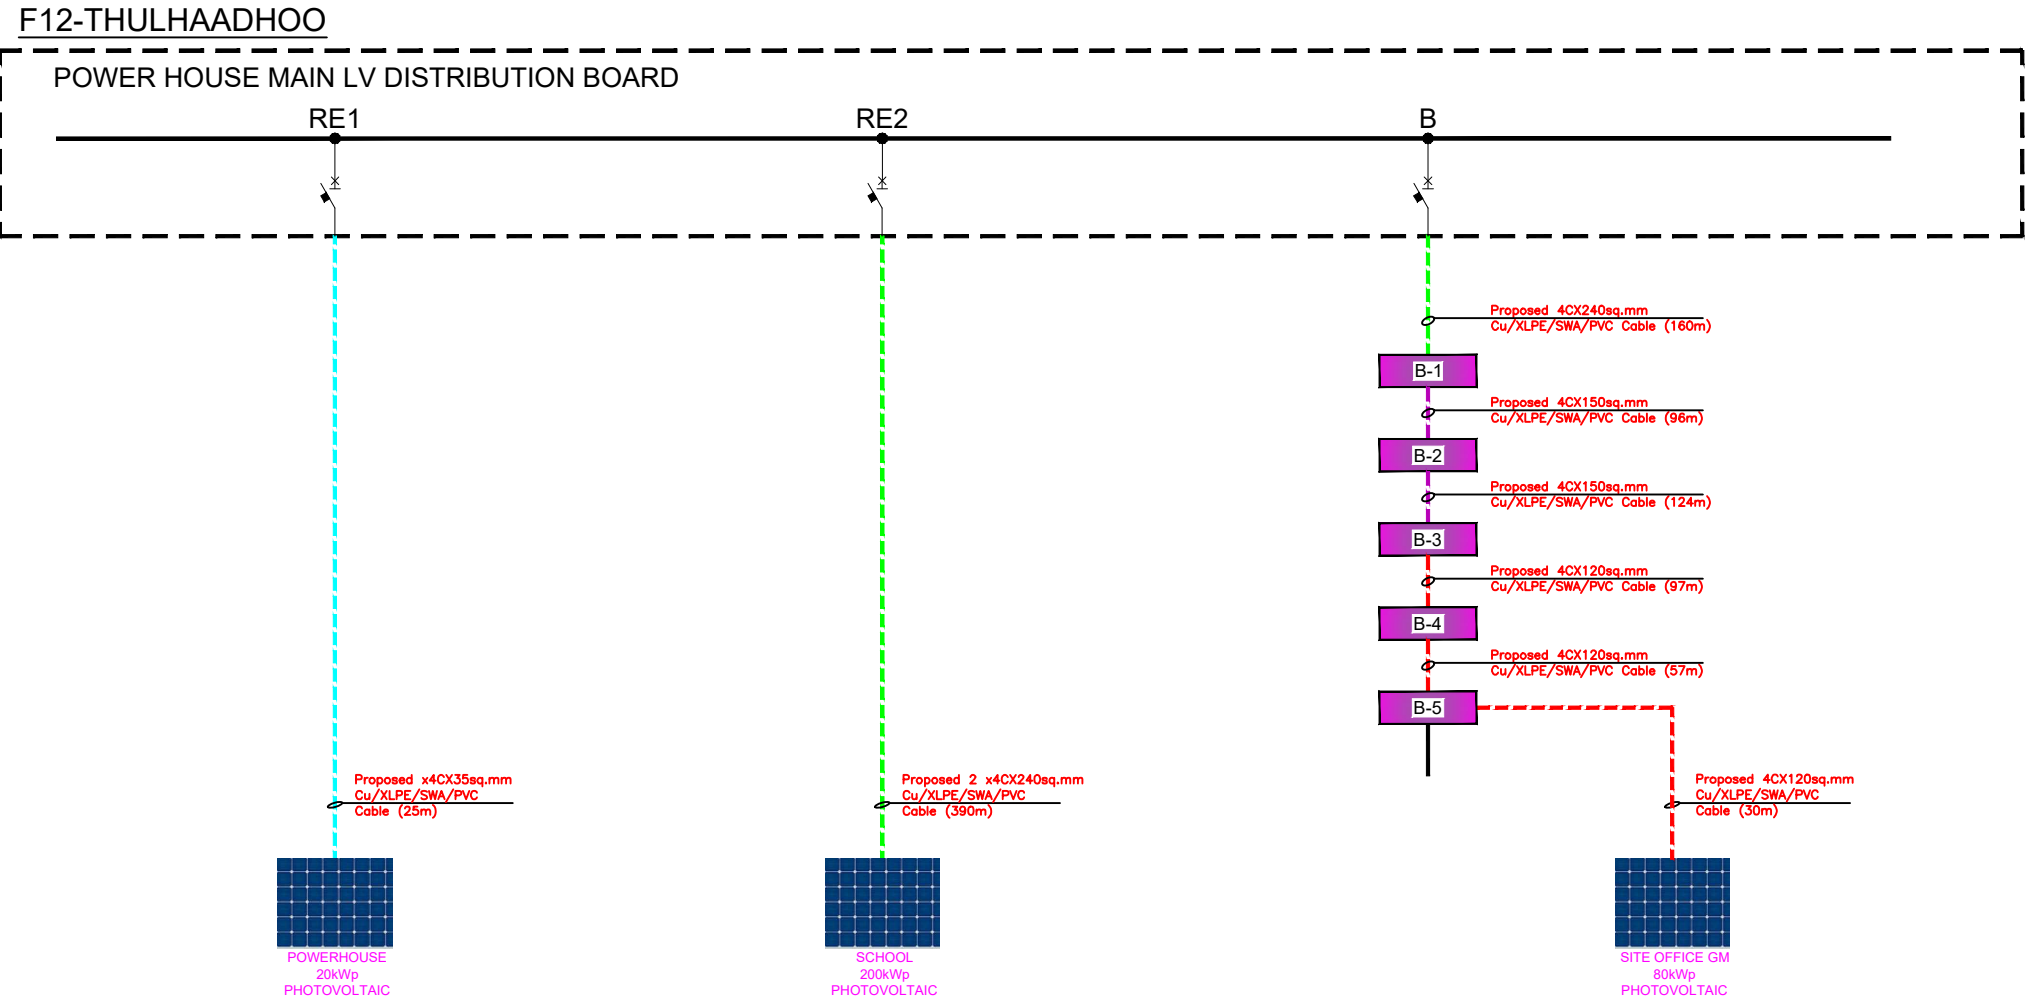 F12-THULHAADHOO
POWER HOUSE MAIN LV DISTRIBUTION BOARD
RE1
RE2
B
Proposed 4CX240sq.mm
Cu/XLPE/SWA/PVC Cable (160m)
B-1
Proposed 4CX150sq.mm
Cu/XLPE/SWA/PVC Cable (96m)
B-2
Proposed 4CX150sq.mm
Cu/XLPE/SWA/PVC Cable (124m)
B-3
Proposed 4CX120sq.mm
Cu/XLPE/SWA/PVC Cable (97m)
B-4
Proposed 4CX120sq.mm
Cu/XLPE/SWA/PVC Cable (57m)
B-5
Proposed x4CX35sq.mm
Cu/XLPE/SWA/PVC
Cable (25m)
Proposed 2 x4CX240sq.mm
Cu/XLPE/SWA/PVC
Cable (390m)
Proposed 4CX120sq.mm
Cu/XLPE/SWA/PVC
Cable (30m)
POWERHOUSE
20kWp
PHOTOVOLTAIC
SCHOOL
200kWp
PHOTOVOLTAIC
SITE OFFICE GM
80kWp
PHOTOVOLTAIC